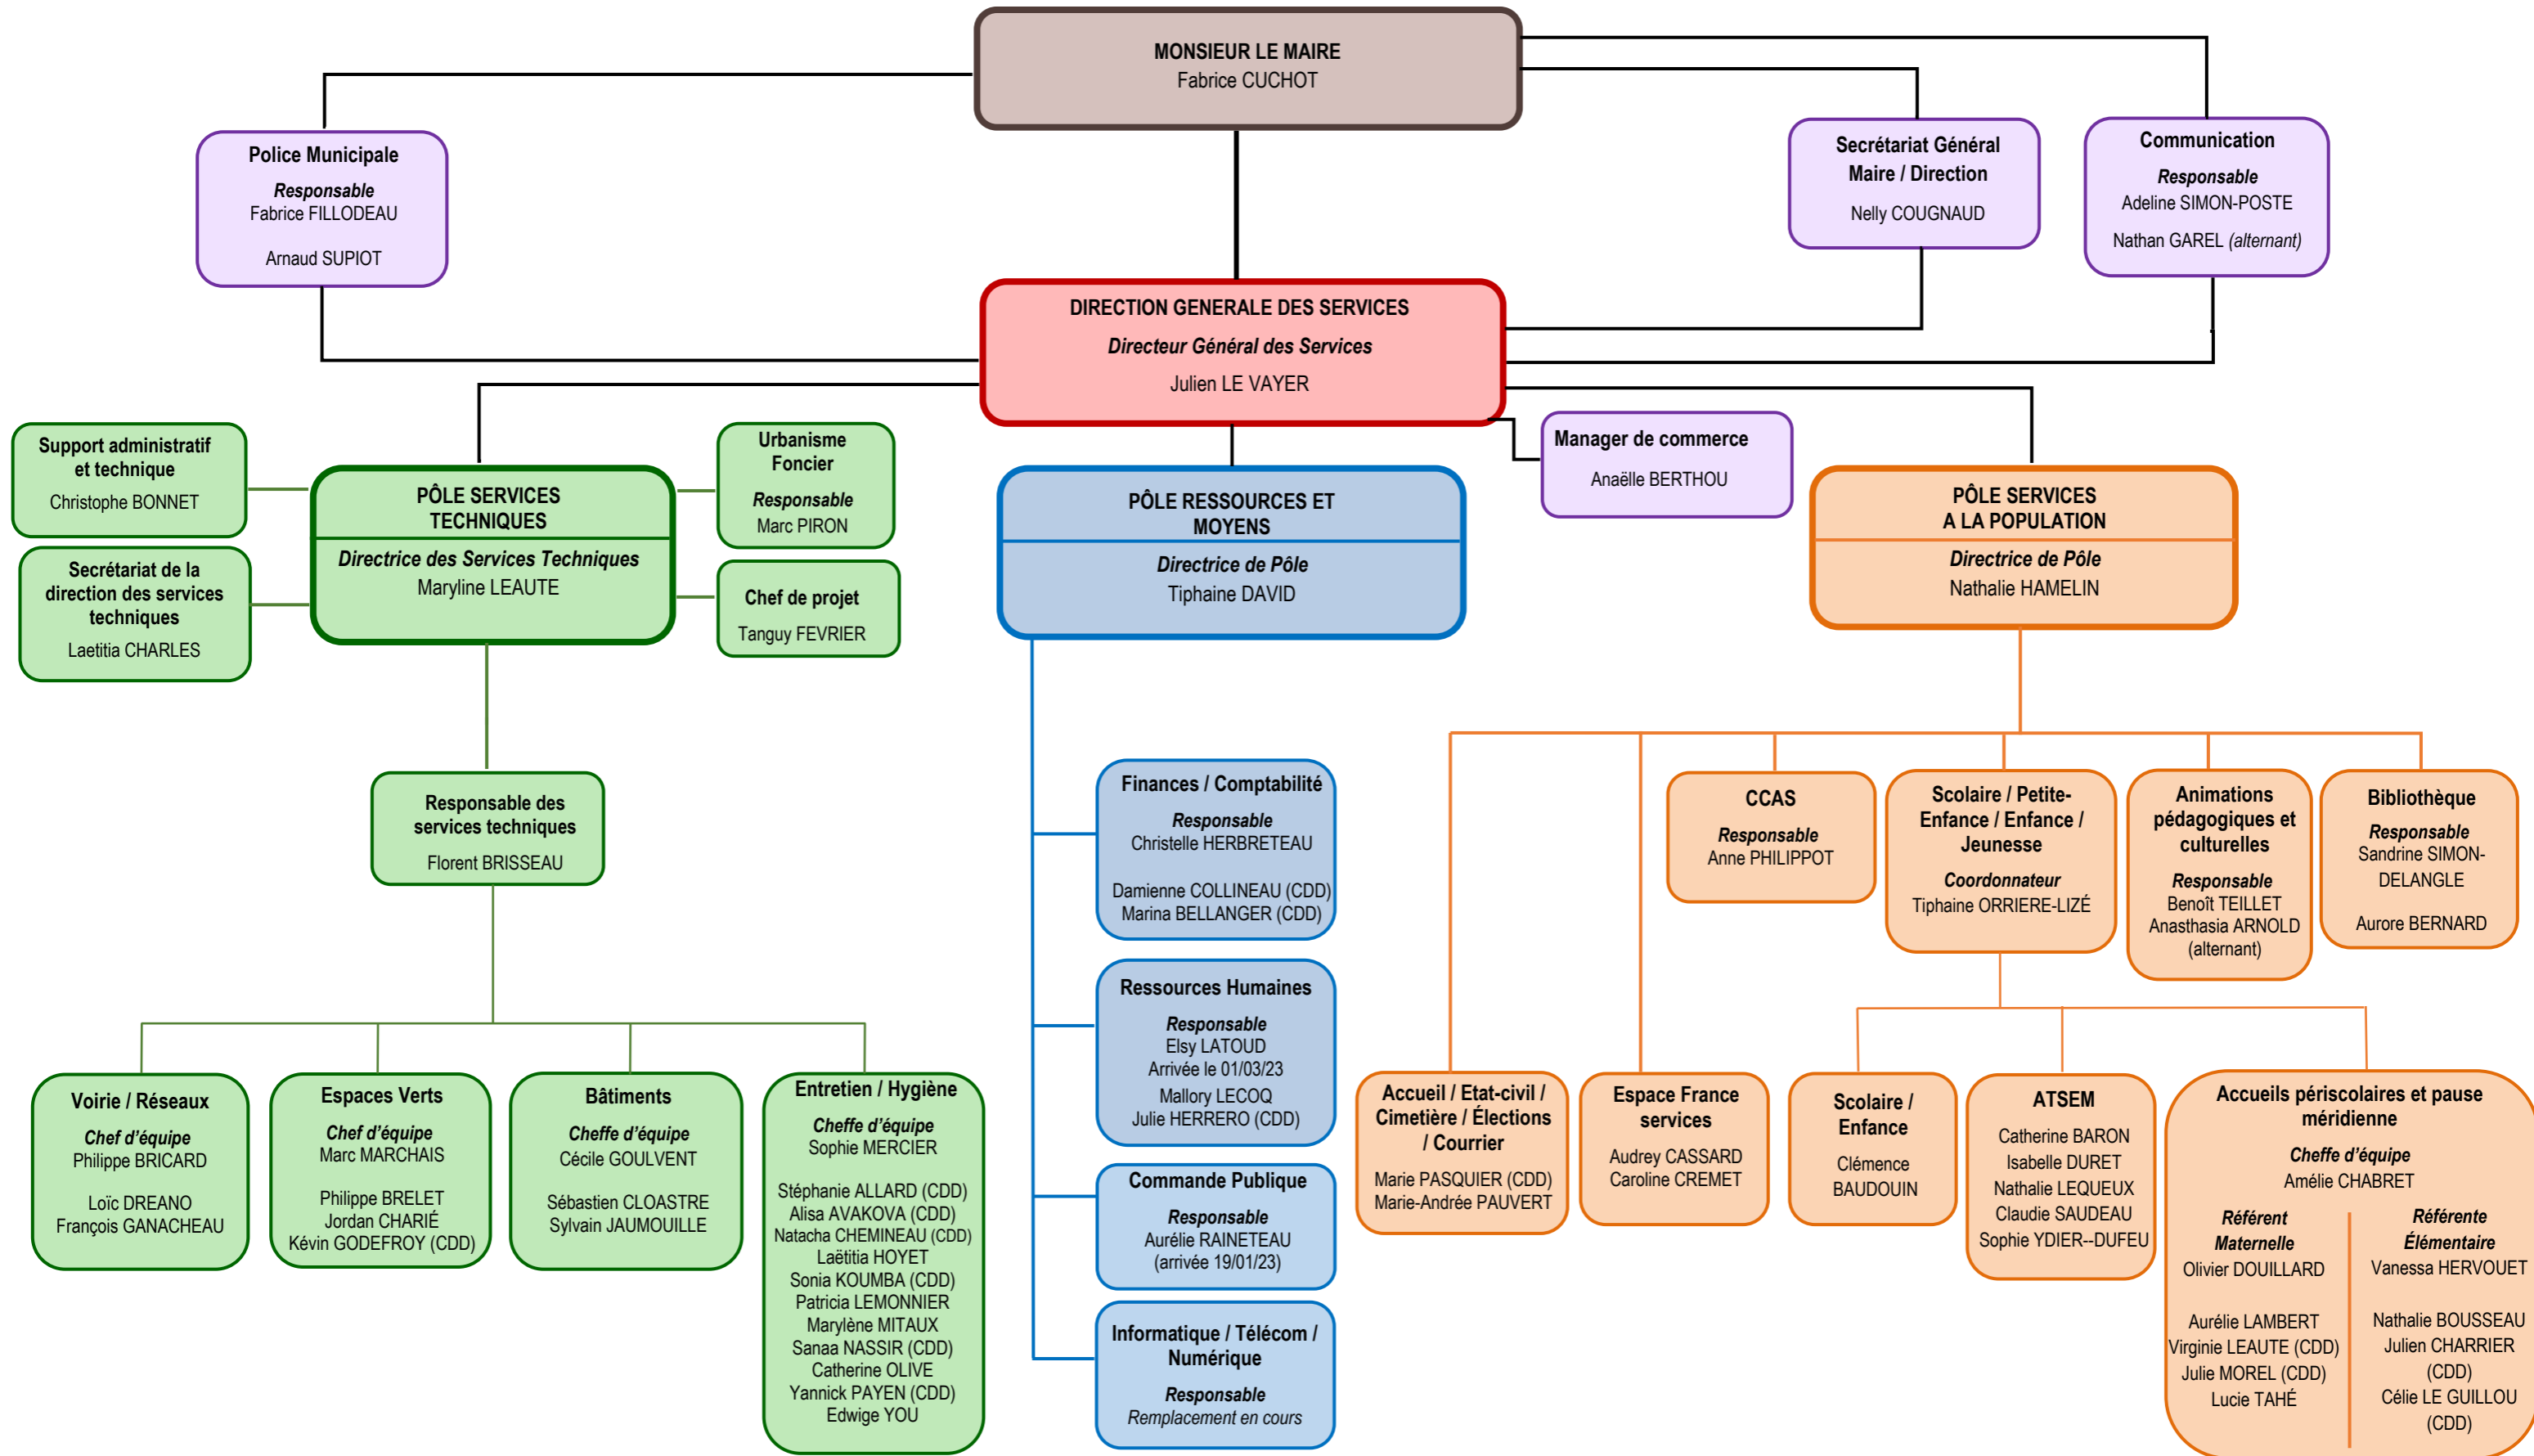 MONSIEUR LE MAIRE
Fabrice CUCHOT
Police Municipale
Responsable
Fabrice FILLODEAU
Arnaud SUPIOT
Secrétariat Général
Maire / Direction
Nelly COUGNAUD
Communication
Responsable
Adeline SIMON-POSTE
Nathan GAREL (alternant)
DIRECTION GENERALE DES SERVICES
Directeur Général des Services
Julien LE VAYER
Manager de commerce
Anaëlle BERTHOU
Support administratif
et technique
Christophe BONNET
Secrétariat de la
direction des services
techniques
Laetitia CHARLES
PÔLE SERVICES
TECHNIQUES
Directrice des Services Techniques
Maryline LEAUTE
Urbanisme
Foncier
Responsable
Marc PIRON
Chef de projet
Tanguy FEVRIER
PÔLE RESSOURCES ET
MOYENS
Directrice de Pôle
Tiphaine DAVID
PÔLE SERVICES
A LA POPULATION
Directrice de Pôle
Nathalie HAMELIN
Responsable des
services techniques
Florent BRISSEAU
Voirie / Réseaux
Chef d’équipe
Philippe BRICARD
Loïc DREANO
François GANACHEAU
Espaces Verts
Chef d’équipe
Marc MARCHAIS
Philippe BRELET
Jordan CHARIÉ
Kévin GODEFROY (CDD)
Bâtiments
Cheffe d’équipe
Cécile GOULVENT
Sébastien CLOASTRE
Sylvain JAUMOUILLE
Entretien / Hygiène
Cheffe d’équipe
Sophie MERCIER
Stéphanie ALLARD (CDD)
Alisa AVAKOVA (CDD)
Natacha CHEMINEAU (CDD)
Laëtitia HOYET
Sonia KOUMBA (CDD)
Patricia LEMONNIER
Marylène MITAUX
Sanaa NASSIR (CDD)
Catherine OLIVE
Yannick PAYEN (CDD)
Edwige YOU
Finances / Comptabilité
Responsable
Christelle HERBRETEAU
Damienne COLLINEAU (CDD)
Marina BELLANGER (CDD)
Ressources Humaines
Responsable
Elsy LATOUD
Arrivée le 01/03/23
Mallory LECOQ
Julie HERRERO (CDD)
Commande Publique
Responsable
Aurélie RAINETEAU
(arrivée 19/01/23)
Informatique / Télécom /
Numérique
Responsable
Remplacement en cours
CCAS
Responsable
Anne PHILIPPOT
Scolaire / Petite-
Enfance / Enfance /
Jeunesse
Coordonnateur
Tiphaine ORRIERE-LIZÉ
Animations
pédagogiques et
culturelles
Responsable
Benoît TEILLET
Anasthasia ARNOLD
(alternant)
Bibliothèque
Responsable
Sandrine SIMON-
DELANGLE
Aurore BERNARD
Accueil / Etat-civil /
Cimetière / Élections
/ Courrier
Marie PASQUIER (CDD)
Marie-Andrée PAUVERT
Espace France
services
Audrey CASSARD
Caroline CREMET
Scolaire /
Enfance
Clémence
BAUDOUIN
ATSEM
Catherine BARON
Isabelle DURET
Nathalie LEQUEUX
Claudie SAUDEAU
Sophie YDIER--DUFEU
Accueils périscolaires et pause
méridienne
Cheffe d’équipe
Amélie CHABRET
Référent
Maternelle
Olivier DOUILLARD
Aurélie LAMBERT
Virginie LEAUTE (CDD)
Julie MOREL (CDD)
Lucie TAHÉ
Référente
Élémentaire
Vanessa HERVOUET
Nathalie BOUSSEAU
Julien CHARRIER
(CDD)
Célie LE GUILLOU
(CDD)